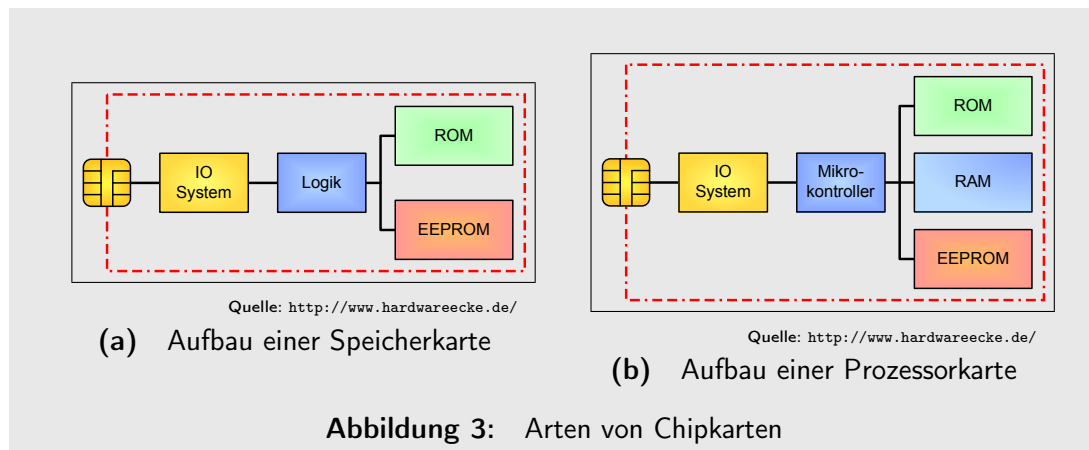 IO
System
Logik
ROM
EEPROM
Quelle: http://www.hardwareecke.de/
(a) Aufbau einer Speicherkarte
IO
System
Mikro-
kontroller
ROM
RAM
EEPROM
Quelle: http://www.hardwareecke.de/
(b) Aufbau einer Prozessorkarte
Abbildung 3: Arten von Chipkarten